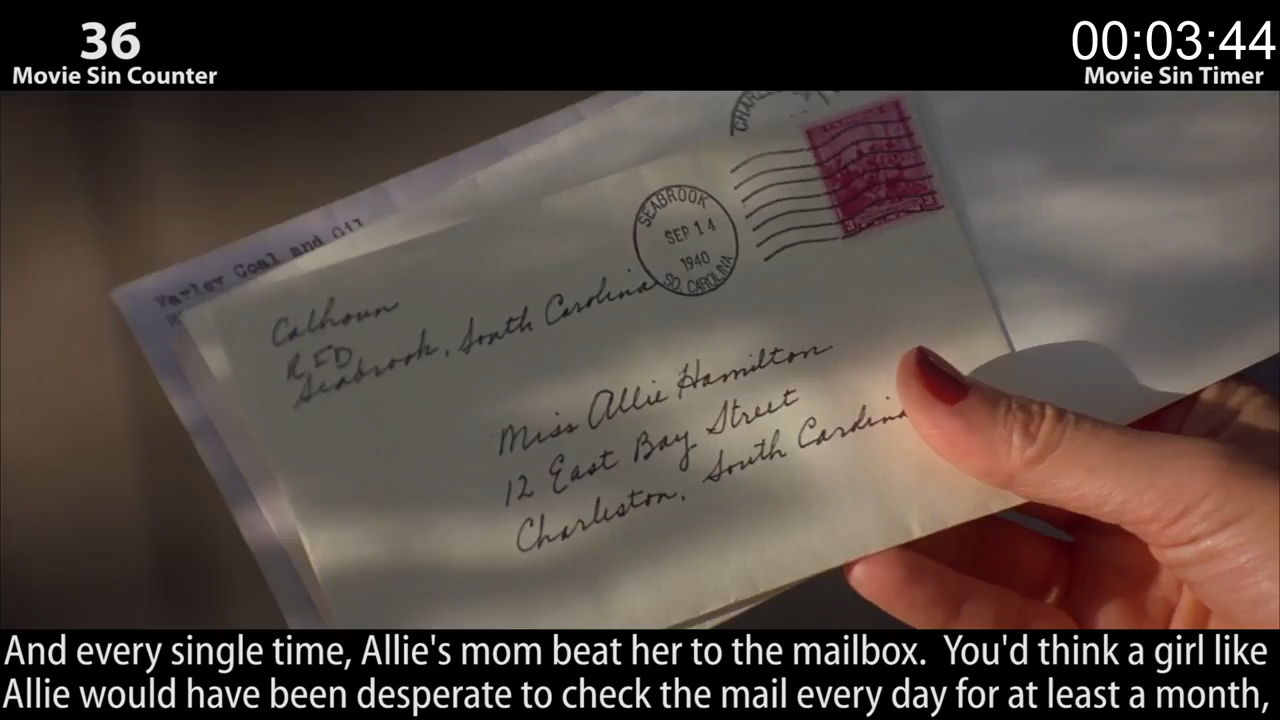 36
Movie Sin Counter
00:03:44
Movie Sin Timer
SEABROOK
SEP 14
1940
SO. CAROLINA
Coal and Oil
Calhoun
RFD
Seabrook, South Carolina
Miss Allie Hamilton
12 East Bay Street
Charleston, South Carolina
And every single time, Allie's mom beat her to the mailbox. You'd think a girl like
Allie would have been desperate to check the mail every day for at least a month,